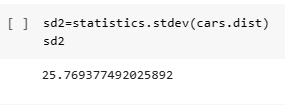 [ ] sd2=statistics.stdev(cars.dist)
sd2
25.769377492025892